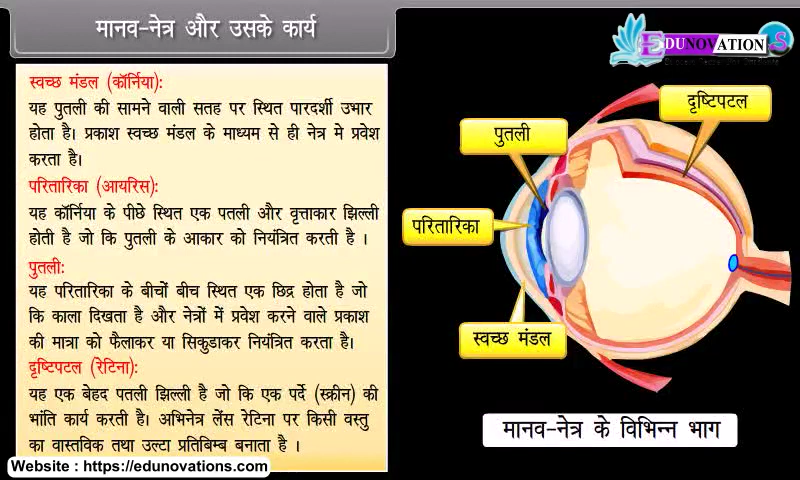 मानव-नेत्र और उसके कार्य
EDUNOVATIONS
स्वच्छ मंडल (कॉर्निया):
यह पुतली की सामने वाली सतह पर स्थित पारदर्शी उभार
होता है। प्रकाश स्वच्छ मंडल के माध्यम से ही नेत्र मे प्रवेश
करता है।
परितारिका (आयरिस):
यह कॉर्निया के पीछे स्थित एक पतली और वृत्ताकार झिल्ली
होती है जो कि पुतली के आकार को नियंत्रित करती है ।
पुतली:
यह परितारिका के बीचों बीच स्थित एक छिद्र होता है जो
कि काला दिखता है और नेत्रों में प्रवेश करने वाले प्रकाश
की मात्रा को फैलाकर या सिकुडाकर नियंत्रित करता है।
दृष्टिपटल (रेटिना):
यह एक बेहद पतली झिल्ली है जो कि एक पर्दे (स्क्रीन) की
भांति कार्य करती है। अभिनेत्र लेंस रेटिना पर किसी वस्तु
का वास्तविक तथा उल्टा प्रतिबिम्ब बनाता है ।
Website : https://edunovations.com
दृष्टिपटल
पुतली
परितारिका
स्वच्छ मंडल
मानव-नेत्र के विभिन्न भाग